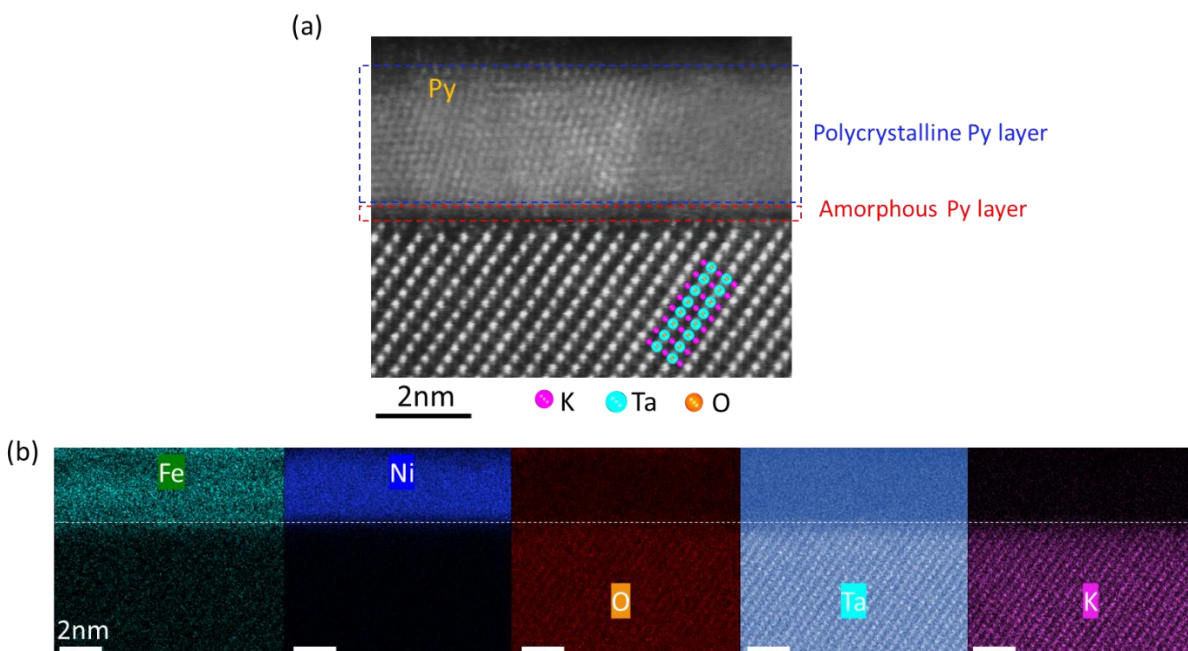 (a)
Py
Polycrystalline Py layer
Amorphous Py layer
2nm
K Ta O
(b)
Fe Ni O Ta K
2nm